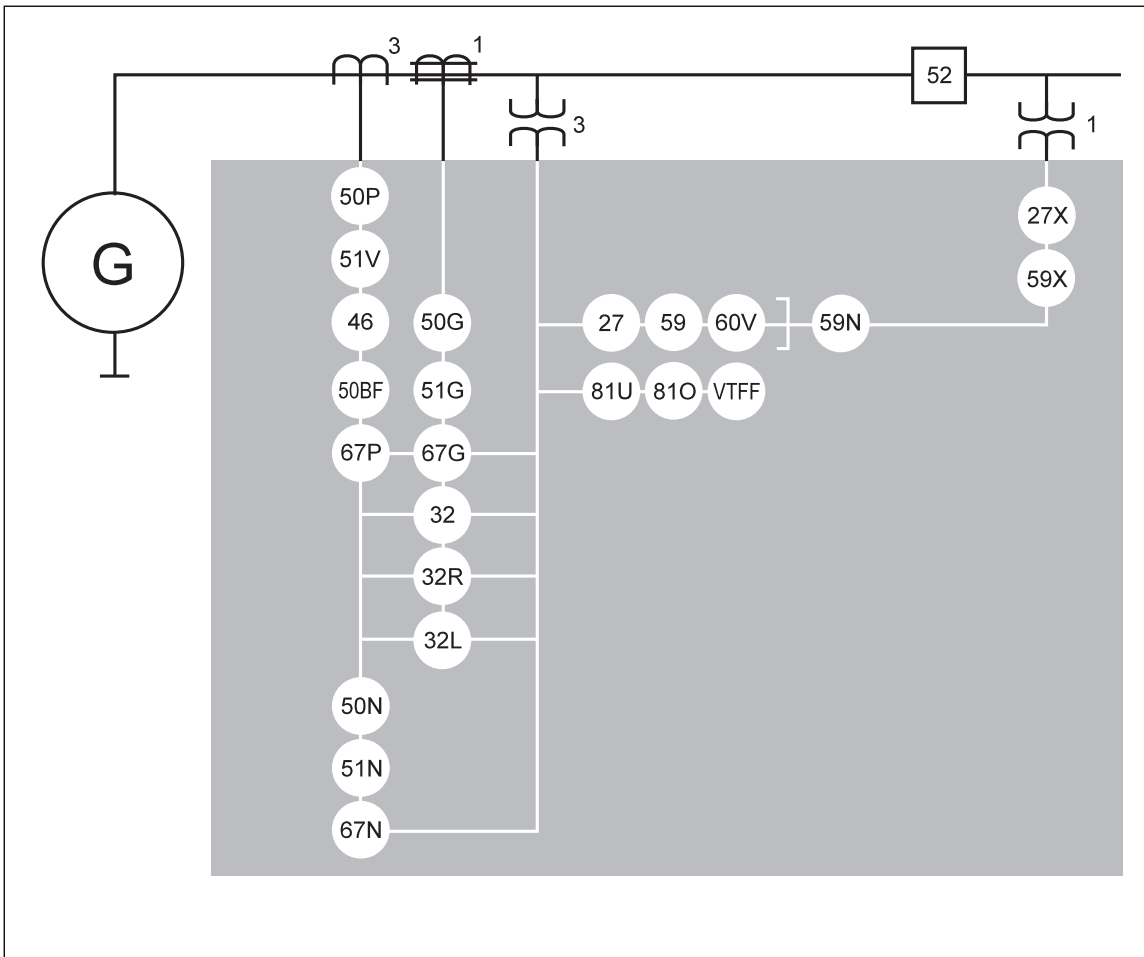 3
1
52
3
1
G
50P
51V
46
50BF
67P
50G
51G
67G
32
32R
32L
50N
51N
67N
27 59 60V 59N
81U 81O VTFF
27X
59X